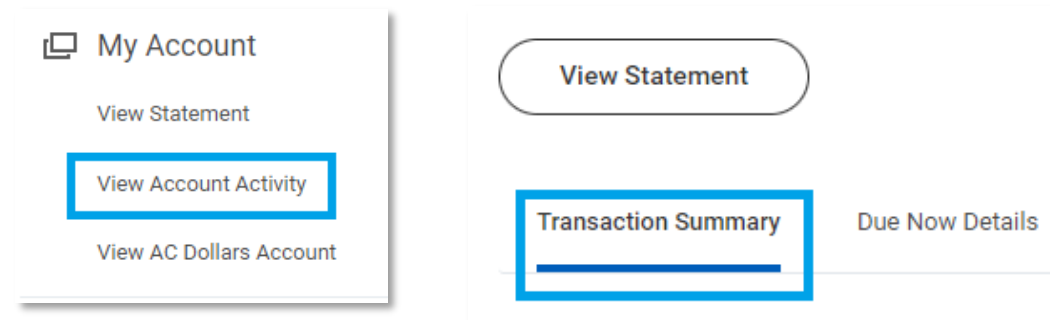 My Account
View Statement
View Account Activity
View AC Dollars Account
View Statement
Transaction Summary
Due Now Details